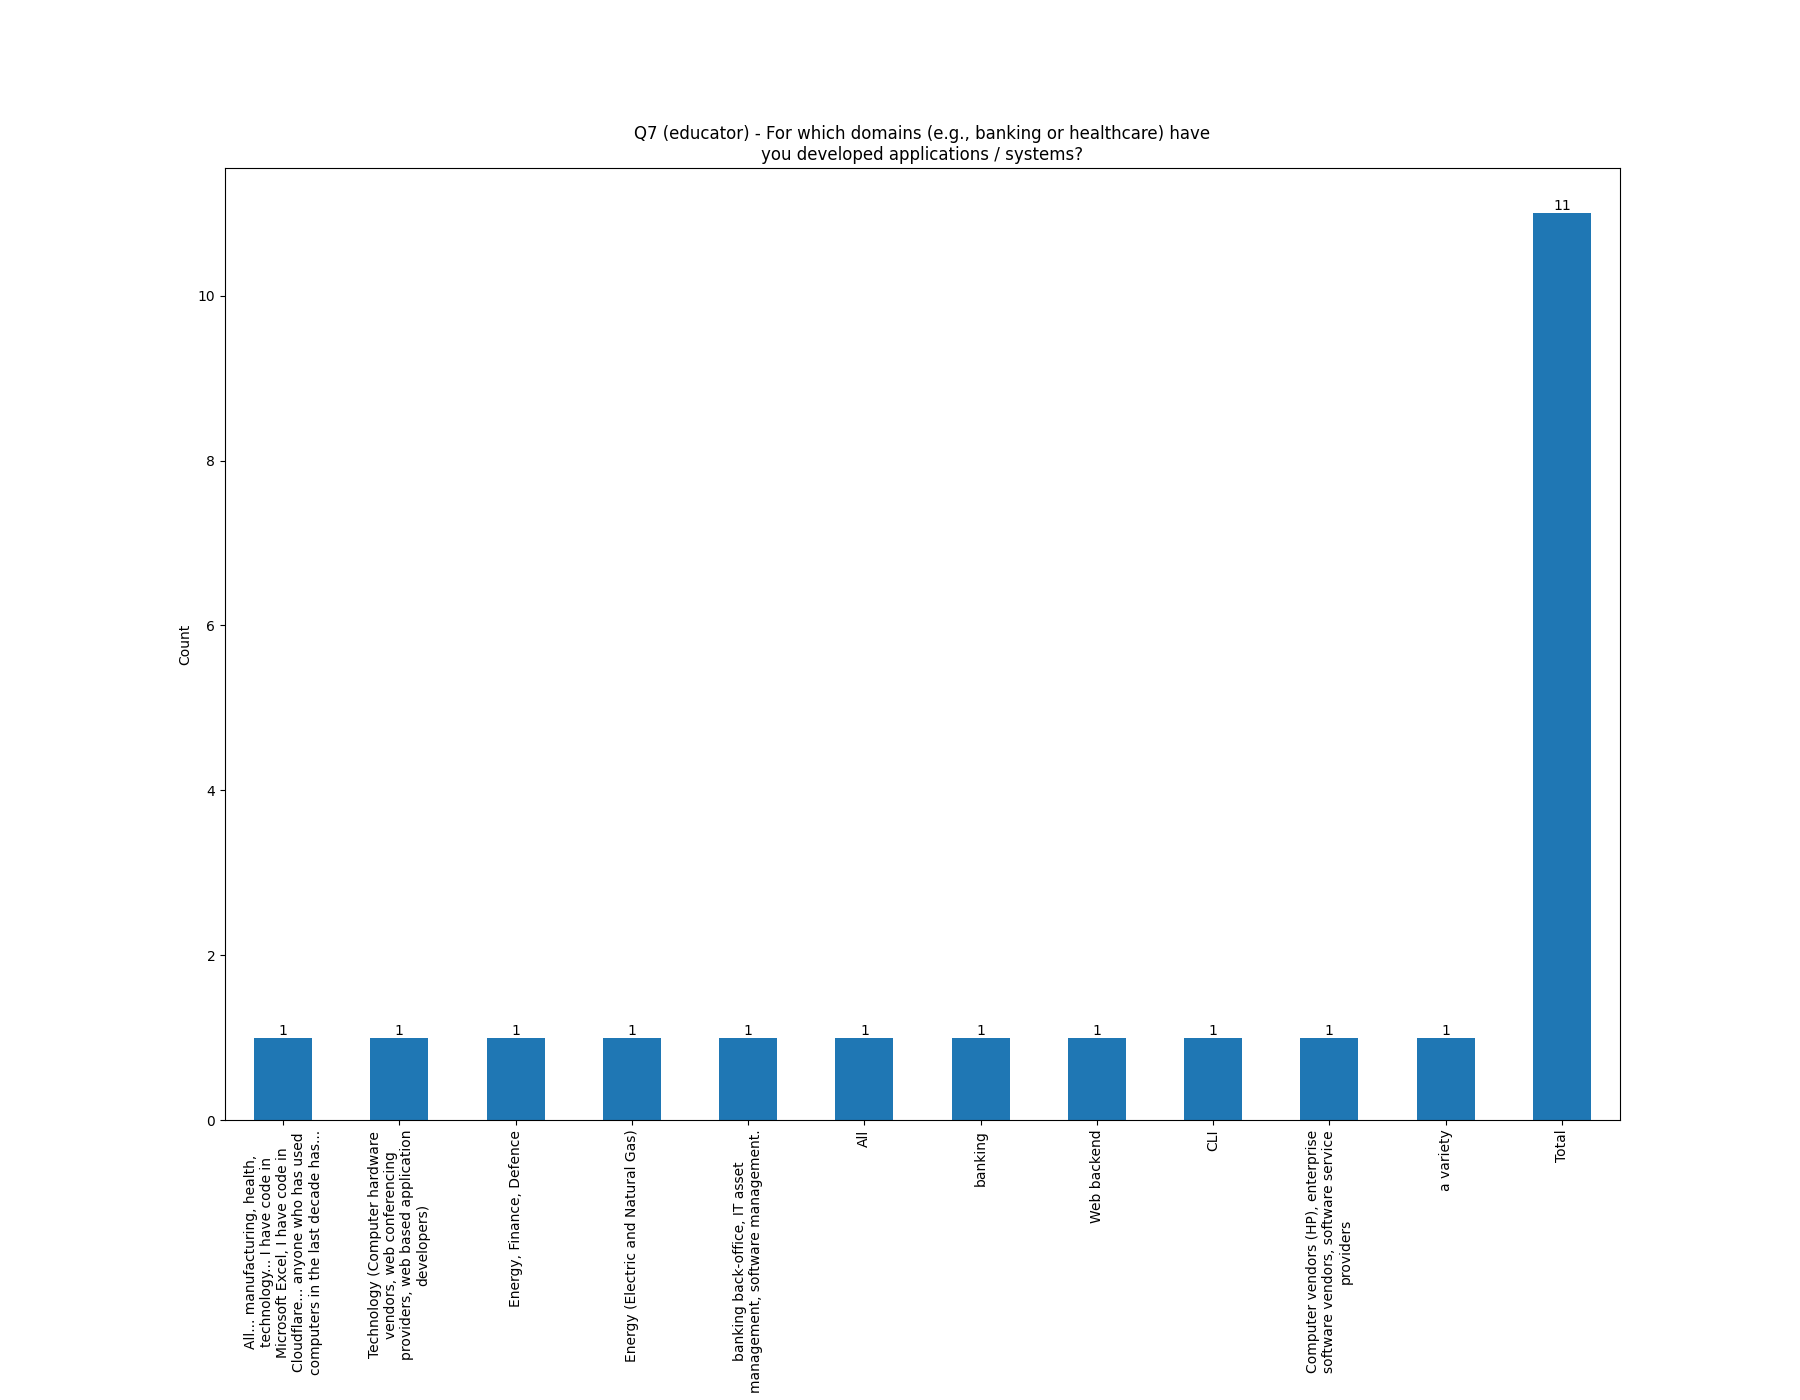 Q7 (educator) - For which domains (e.g., banking or healthcare) have
you developed applications / systems?
Count
10
8
6
4
2
0
1
1
1
1
1
1
1
1
1
1
1
11
All... manufacturing, health,
technology... I have code in
Microsoft Excel, I have code in
Cloudflare... anyone who has used
computers in the last decade has...
Technology (Computer hardware
vendors, web conferencing
providers, web based application
developers)
Energy, Finance, Defence
Energy (Electric and Natural Gas)
banking back-office, IT asset
management, software management.
All
banking
Web backend
CLI
Computer vendors (HP), enterprise
software vendors, software service
providers
a variety
Total